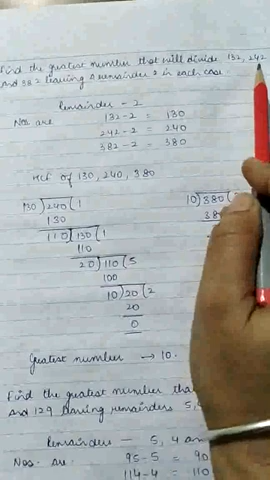 Find the greatest number that will divide 132, 242
and 382 leaving a remainder 2 in each case
Remainder - 2
Nos. are 132-2 = 130
242-2 = 240
382-2 = 380
HCF of 130, 240, 380
130)240(1
130
110)130(1
110
20)110(5
100
10)20(2
20
0
10)380(
38
Greatest number → 10.
Find the greatest number
and 129 leaving remainders 5,
Remainders - 5, 4
Nos. are. 95-5 = 90
114-4 = 110